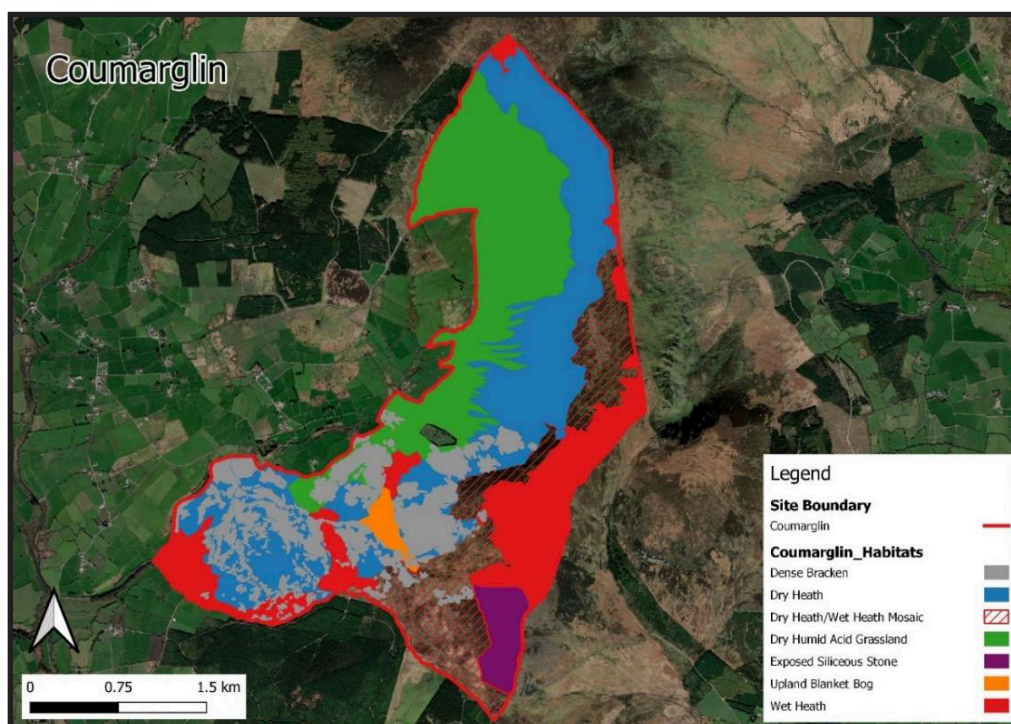 Coumarglin
Legend
Site Boundary
Coumarglin
Coumarglin_Habitats
Dense Bracken
Dry Heath
Dry Heath/Wet Heath Mosaic
Dry Humid Acid Grassland
Exposed Siliceous Stone
Upland Blanket Bog
Wet Heath
0 0.75 1.5 km